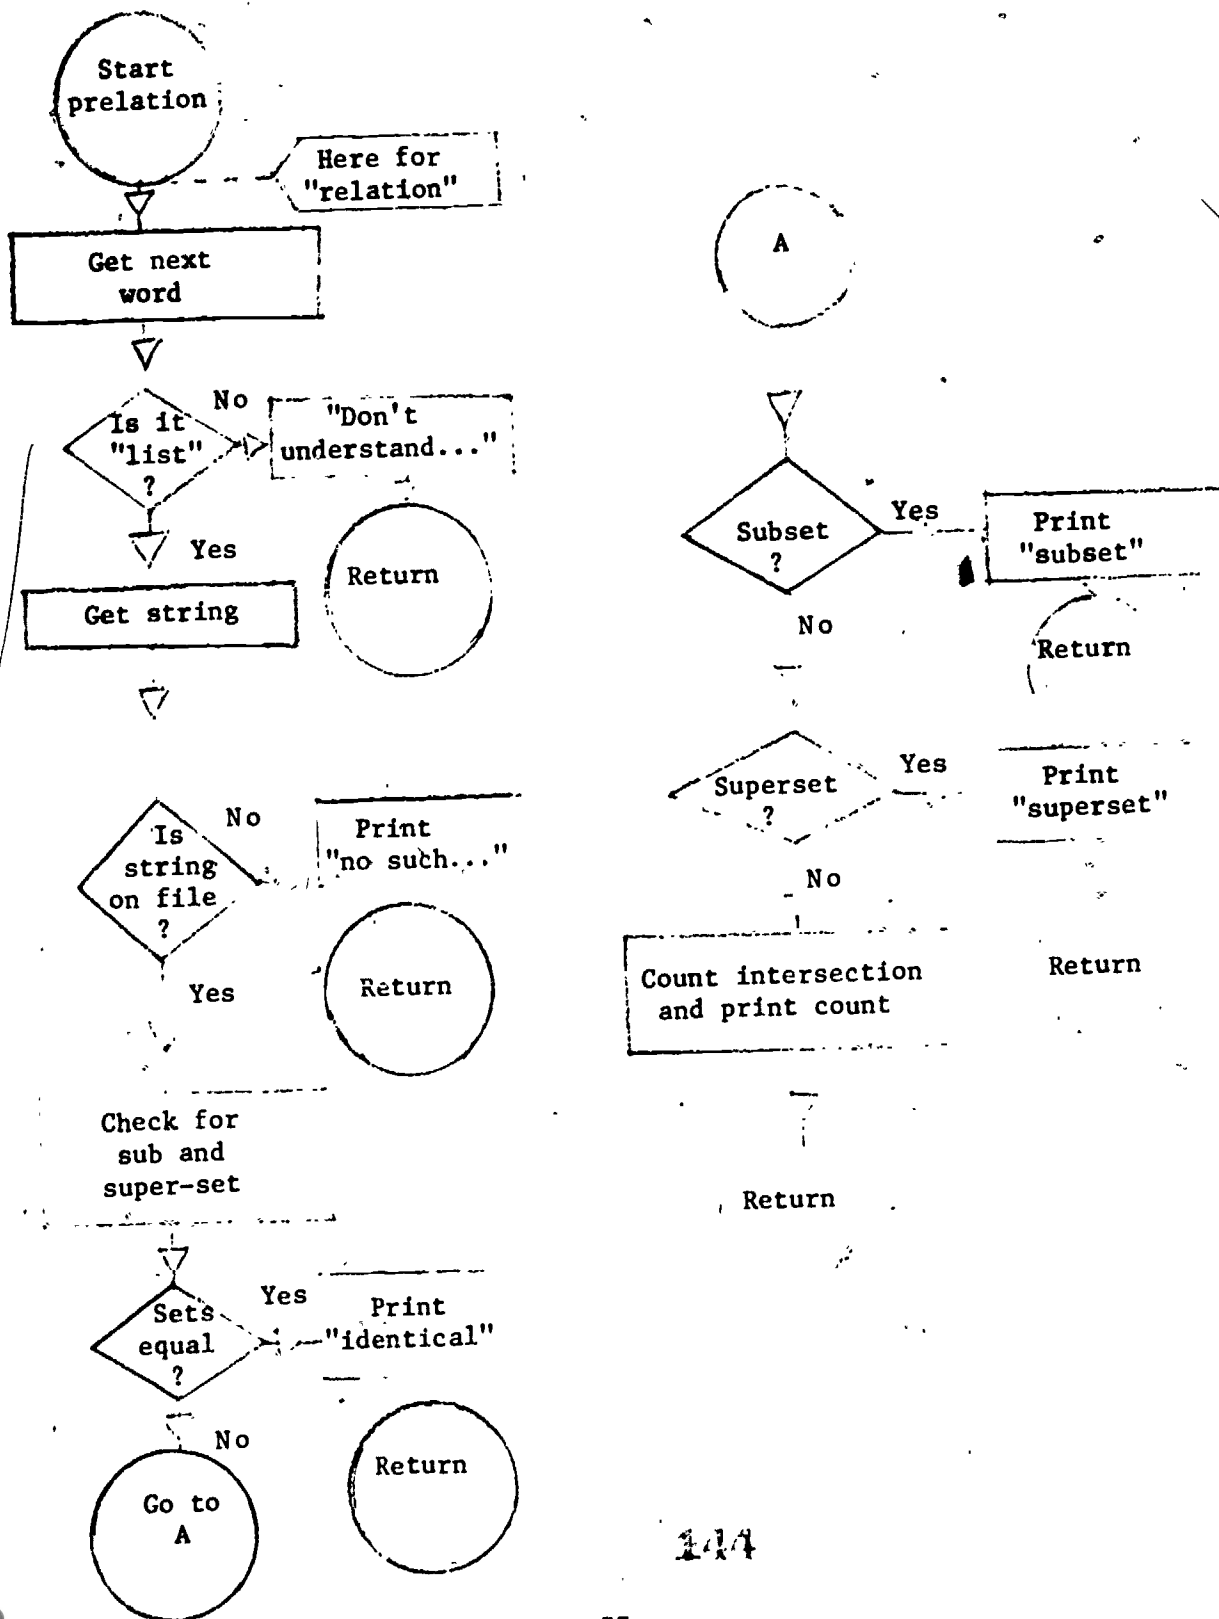 Start
prelation
Here for
"relation"
Get next
word
Is it
"list"
?
No
"Don't
understand..."
Return
Yes
Get string
Is
string
on file
?
No
Print
"no such..."
Return
Yes
Check for
sub and
super-set
Sets
equal
?
Yes
Print
"identical"
Return
No
Go to
A
A
Subset
?
Yes
Print
"subset"
Return
No
Superset
?
Yes
Print
"superset"
Return
No
Count intersection
and print count
Return
144